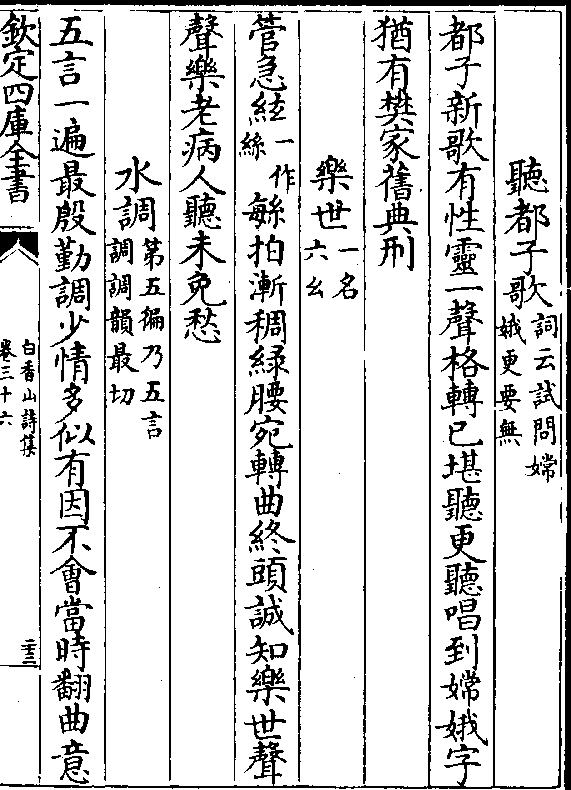 聽都子歌 詞云試問嫦
娥更要無
都子新歌有性靈一聲格轉已堪聽更聽唱到嫦娥字
猶有樊家舊典刑
樂世 一名
六幺
管急絃 一作
絲 緐拍漸稠緑腰宛轉曲終頭誠知樂世聲
聲樂老病人聽未免愁
水調 第五徧乃五言
調調韻最切
五言一遍最殷勤調少情多似有因不會當時翻曲意
欽定四庫全書
白香山詩集
卷三十六
二十三